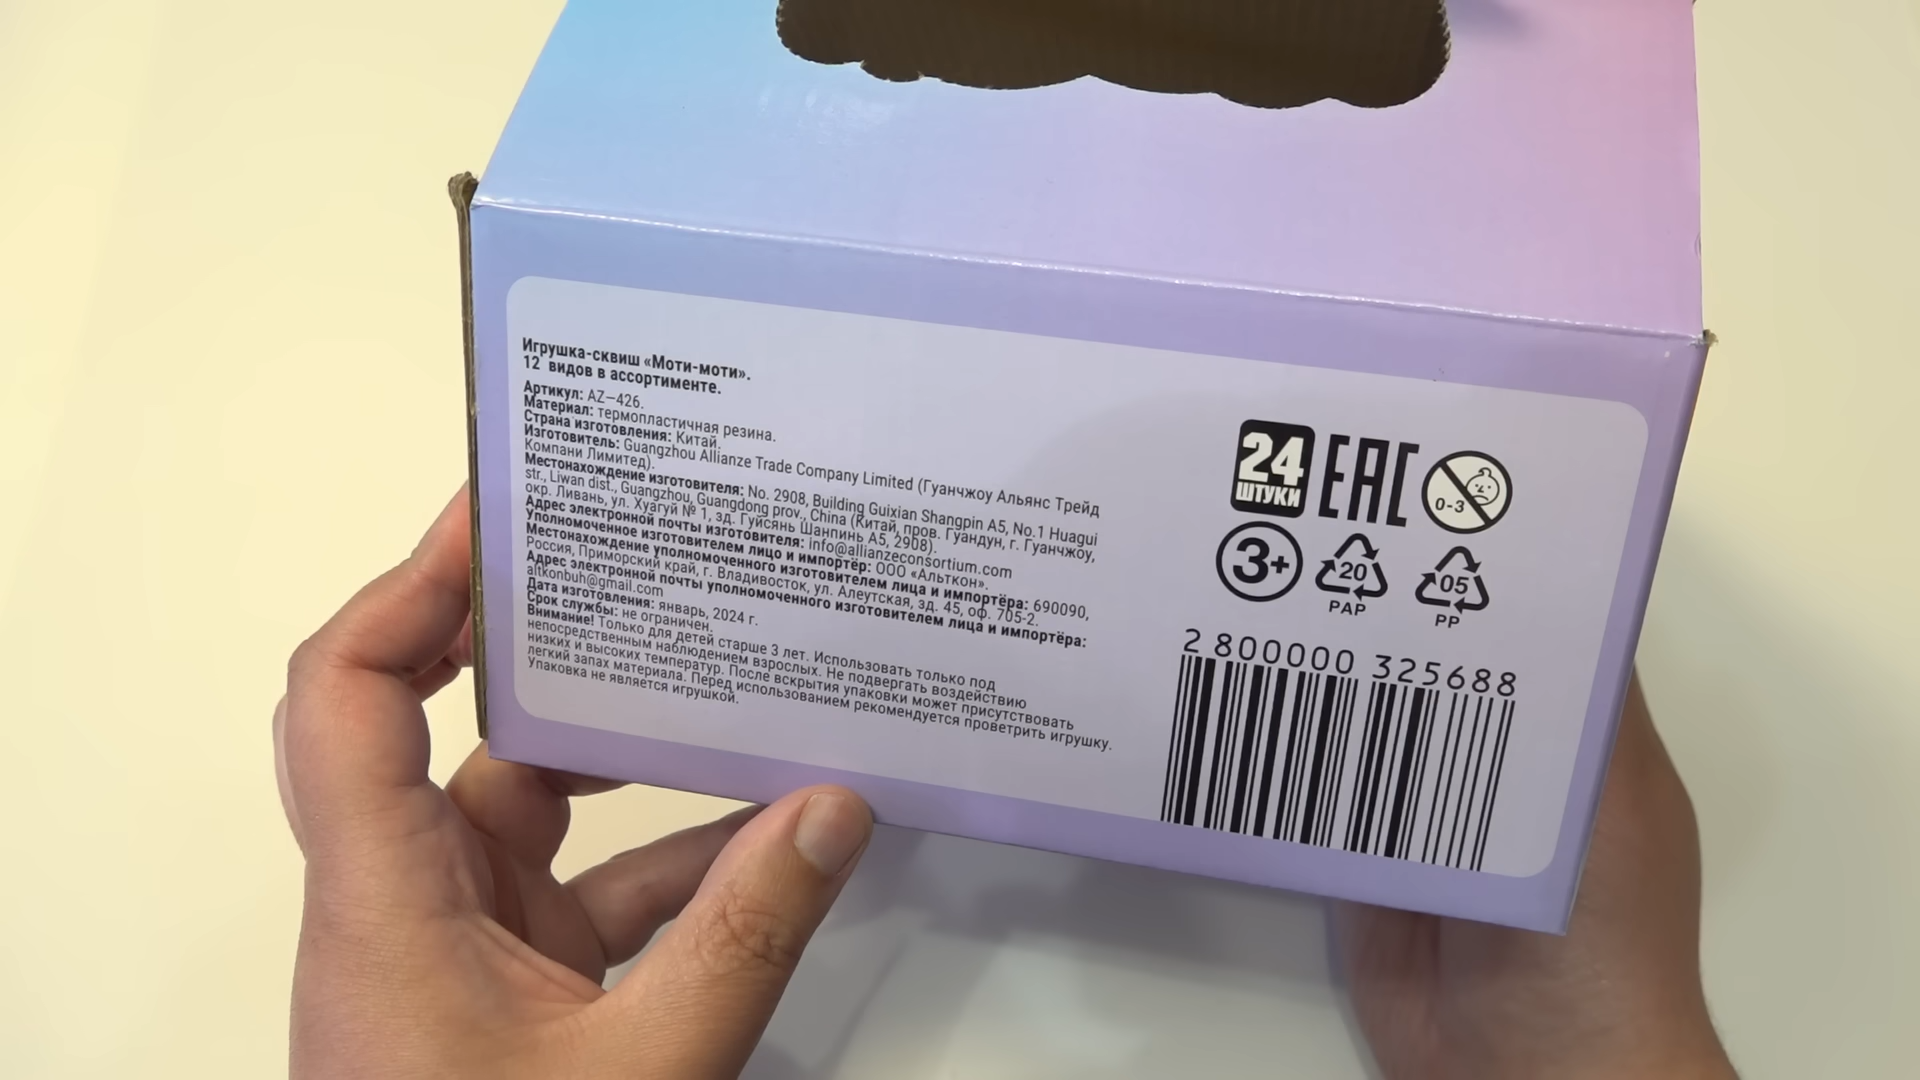 Игрушка-сквиш «Моти-моти».
12 видов в ассортименте.
Артикул: AZ–426.
Материал: термопластичная резина.
Страна изготовления: Китай.
Изготовитель: Guangzhou Allianze Trade Company Limited (Гуанчжоу Альянс Трейд
Компани Лимитед).
Местонахождение изготовителя: No. 2908, Building Guixian Shangpin A5, No.1 Huagui
str., Liwan dist., Guangzhou, Guangdong prov., China (Китай, пров. Гуандун, г. Гуанчжоу,
окр. Ливань, ул. Хуагуй № 1, зд. Гуйсянь Шанпинь А5, 2908).
Адрес электронной почты изготовителя: info@allianzeconsortium.com
Уполномоченное изготовителем лицо и импортёр: ООО «Альткон».
Местонахождение уполномоченного изготовителем лица и импортёра: 690090,
Россия, Приморский край, г. Владивосток, ул. Алеутская, зд. 45, оф. 705-2.
Адрес электронной почты уполномоченного изготовителем лица и импортёра:
altkonbuh@gmail.com
Дата изготовления: январь, 2024 г.
Срок службы: не ограничен.
Внимание! Только для детей старше 3 лет. Использовать только под
непосредственным наблюдением взрослых. Не подвергать воздействию
низких и высоких температур. После вскрытия упаковки может присутствовать
легкий запах материала. Перед использованием рекомендуется проветрить игрушку.
Упаковка не является игрушкой.
24
ШТУКИ
EAC
0-3
3+
20
PAP
05
PP
2 800000 325688